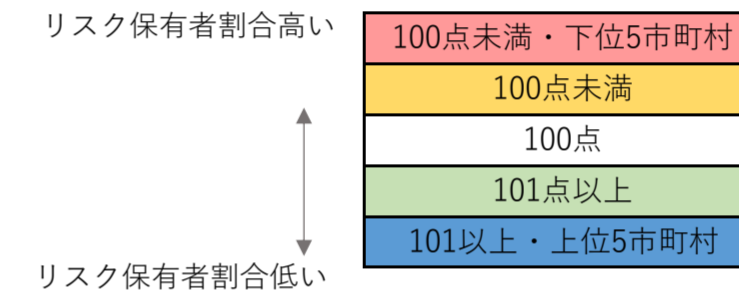 リスク保有者割合高い
100点未満・下位5市町村
100点未満
100点
101点以上
101以上・上位5市町村
リスク保有者割合低い